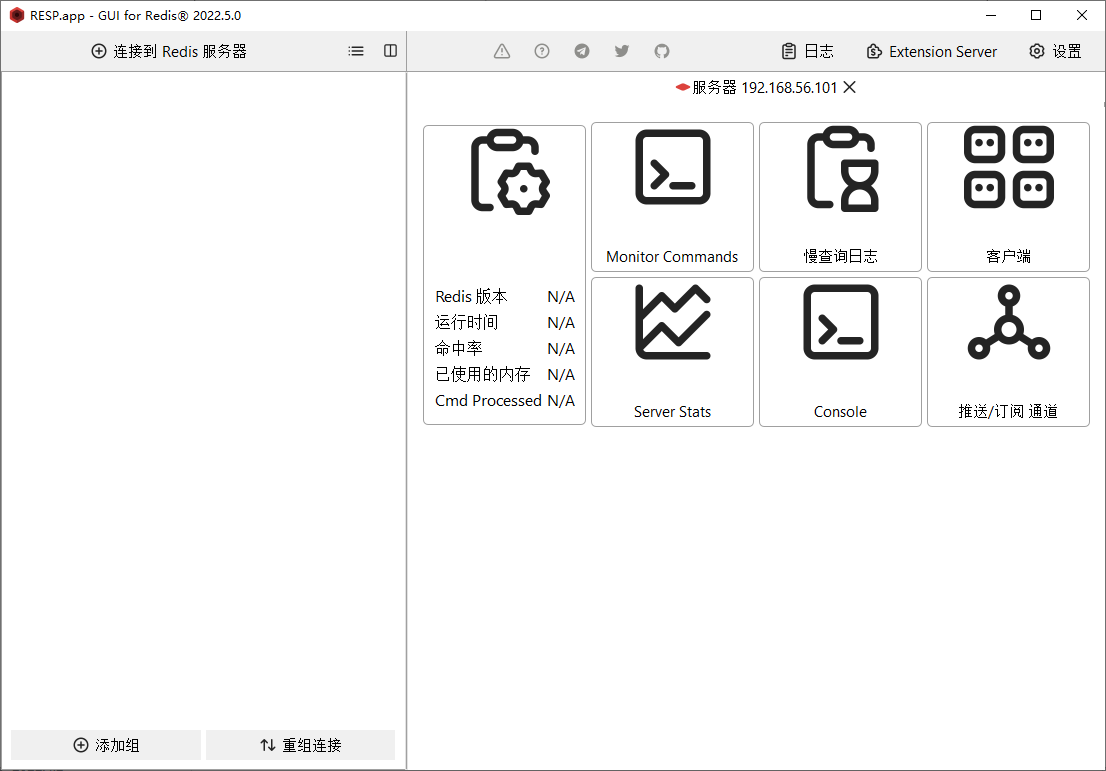 RESP.app - GUI for Redis® 2022.5.0
连接到 Redis 服务器
日志
Extension Server
设置
服务器 192.168.56.101
Monitor Commands
慢查询日志
客户端
Redis 版本 N/A
运行时间 N/A
命中率 N/A
已使用的内存 N/A
Cmd Processed N/A
Server Stats
Console
推送/订阅 通道
添加组
重组连接